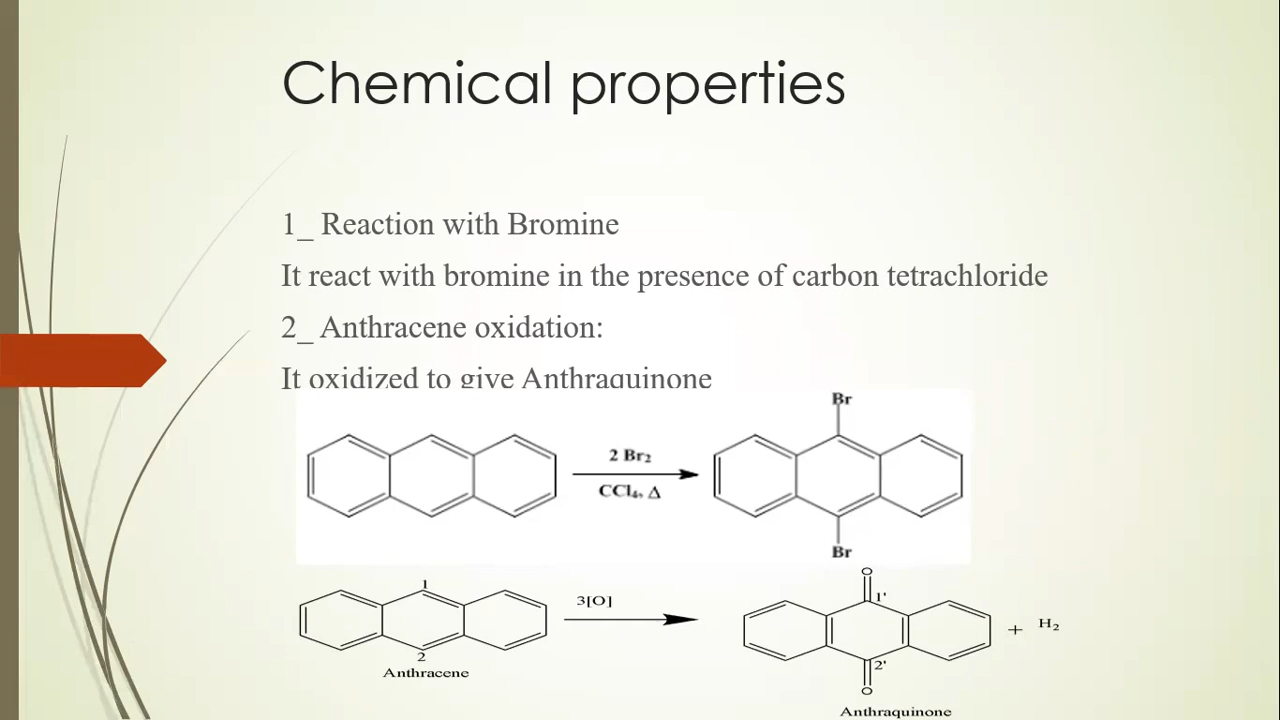 Chemical properties
1_ Reaction with Bromine
It react with bromine in the presence of carbon tetrachloride
2_ Anthracene oxidation:
It oxidized to give Anthraquinone
Br
2 Br₂
CCl₄, Δ
Br
1
3[O]
O
1'
+ H₂
2
2'
O
Anthracene
Anthraquinone